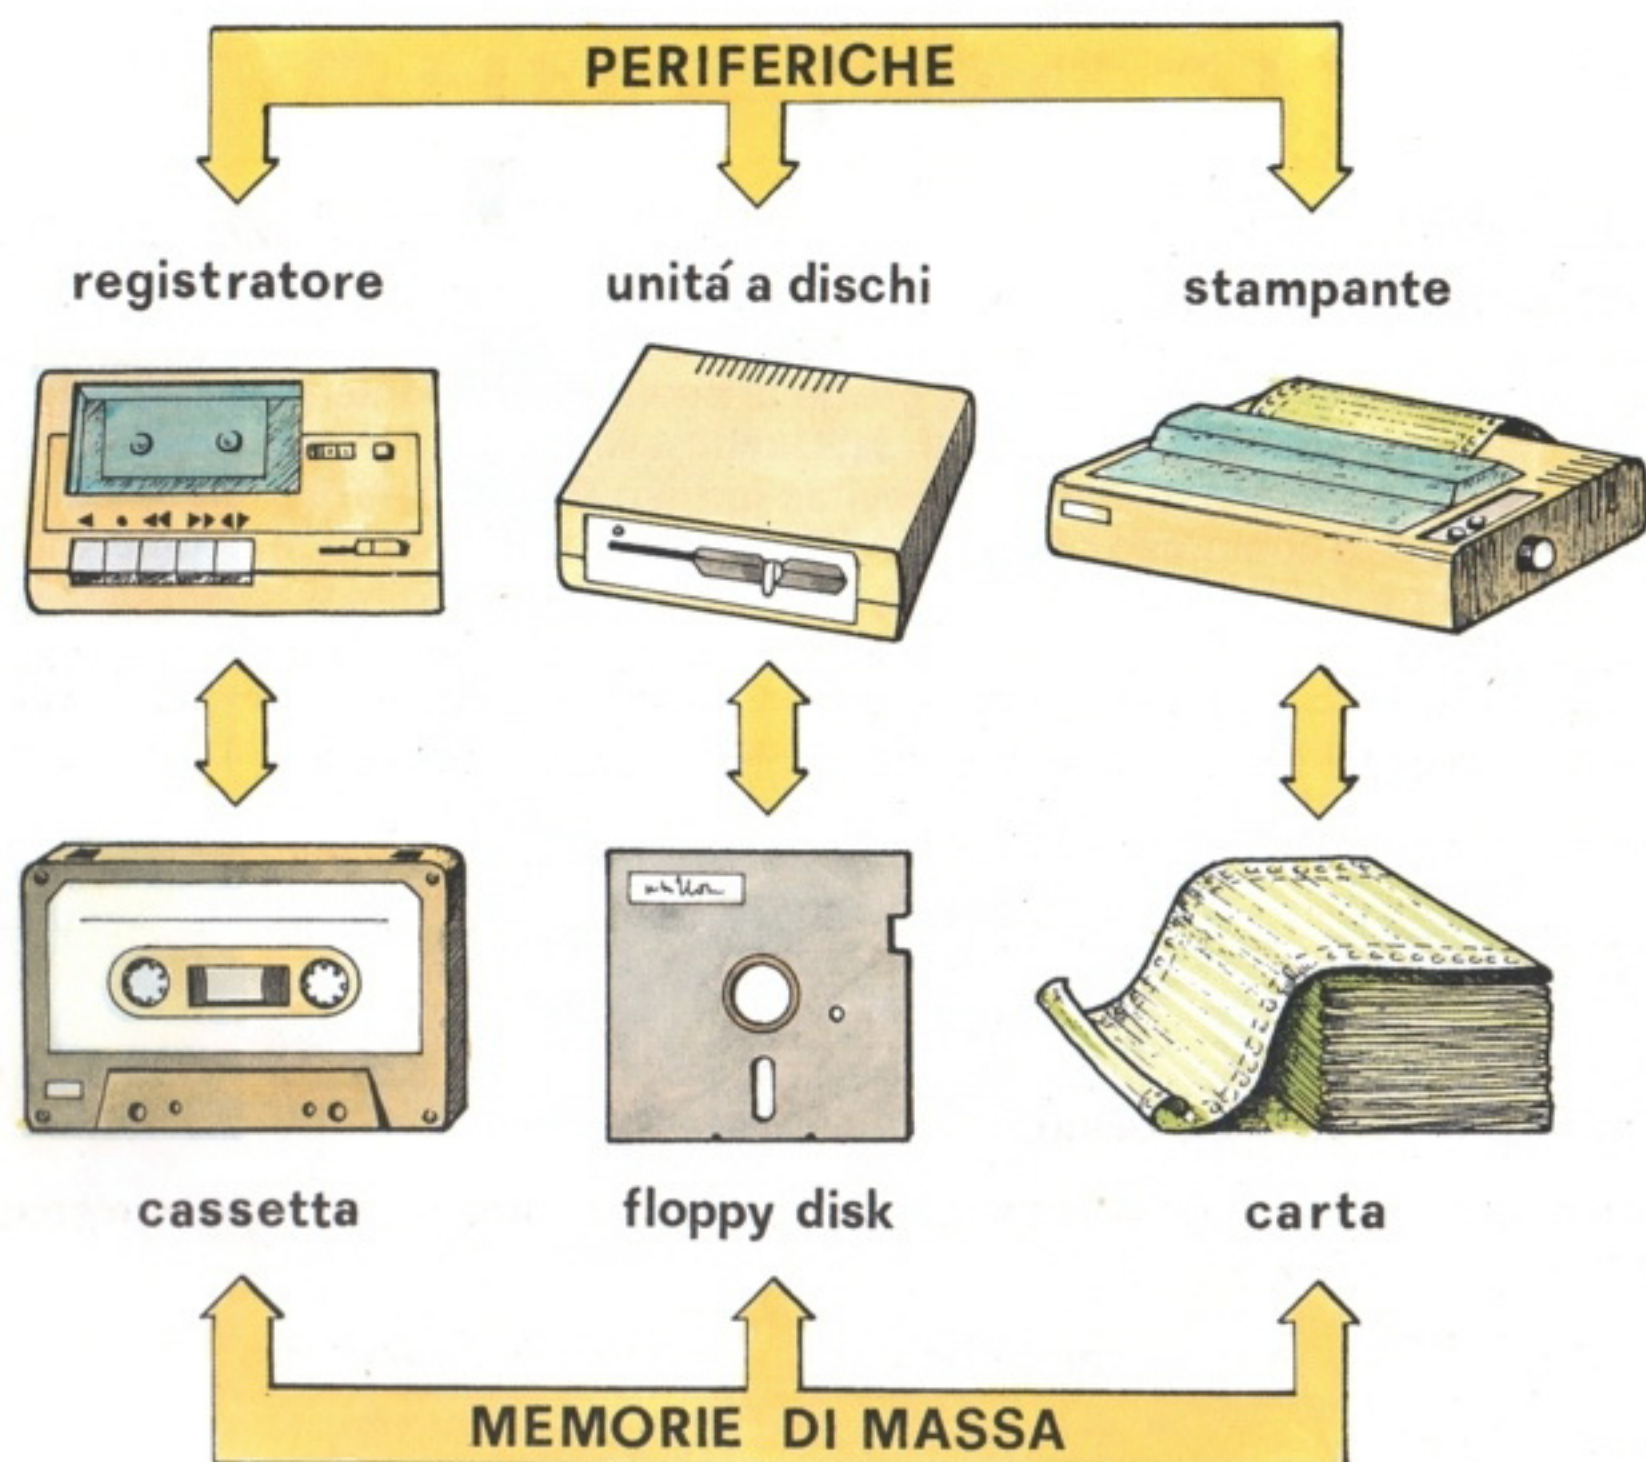 PERIFERICHE
registratore unitá a dischi stampante
cassetta floppy disk carta
MEMORIE DI MASSA